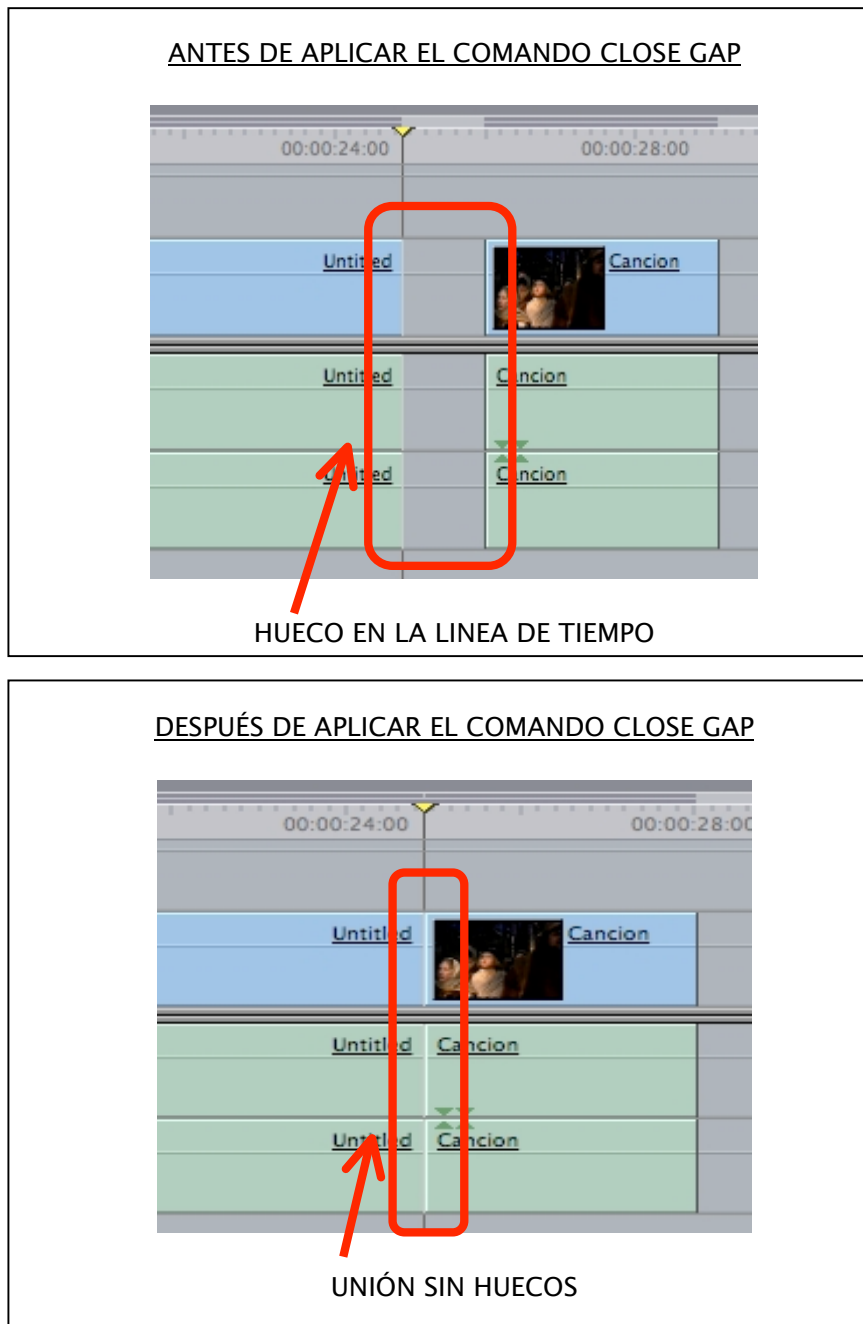 ANTES DE APLICAR EL COMANDO CLOSE GAP
00:00:24:00 00:00:28:00
Untitled Cancion
Untitled Cancion
Untitled Cancion
HUECO EN LA LINEA DE TIEMPO
DESPUÉS DE APLICAR EL COMANDO CLOSE GAP
00:00:24:00 00:00:28:00
Untitled Cancion
Untitled Cancion
Untitled Cancion
UNIÓN SIN HUECOS